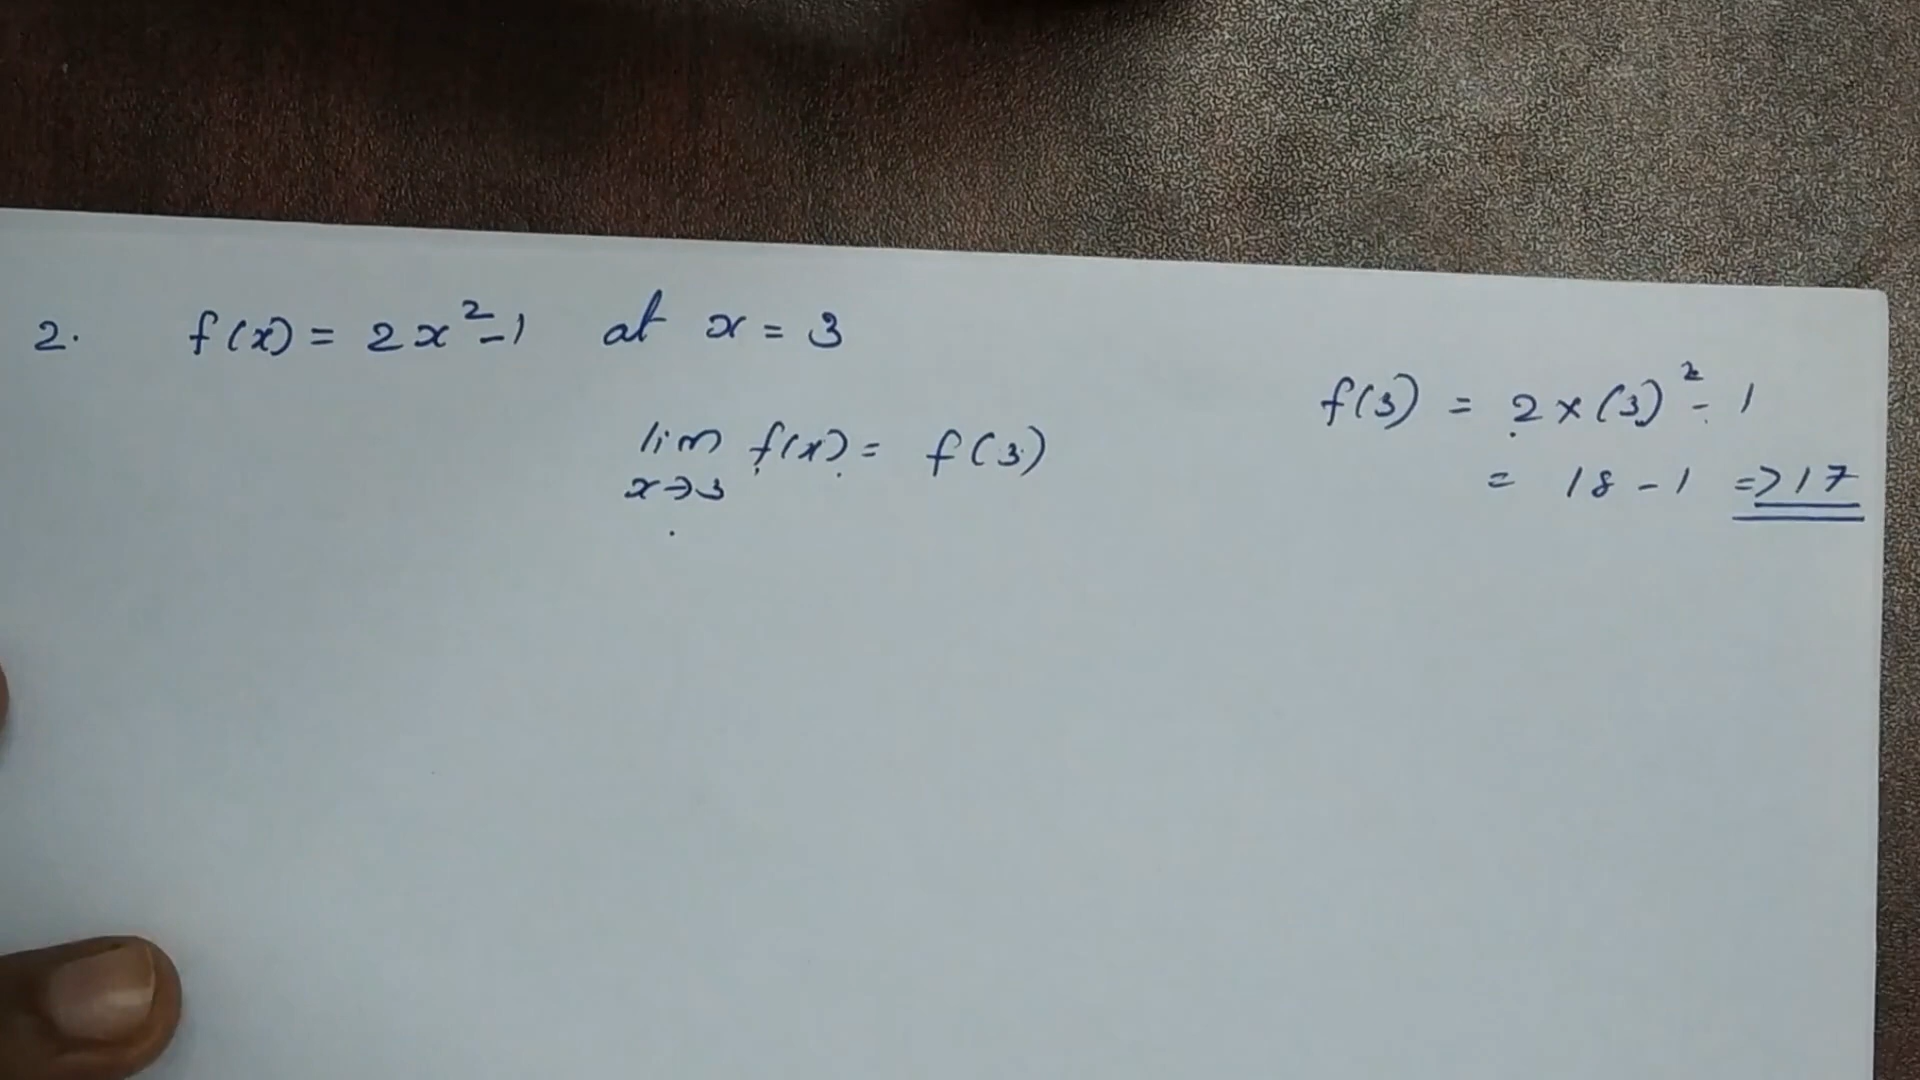 2. f(x) = 2x² - 1 at x = 3
lim f(x) = f(3)
x→3
f(3) = 2 × (3)² - 1
= 18 - 1 => 17